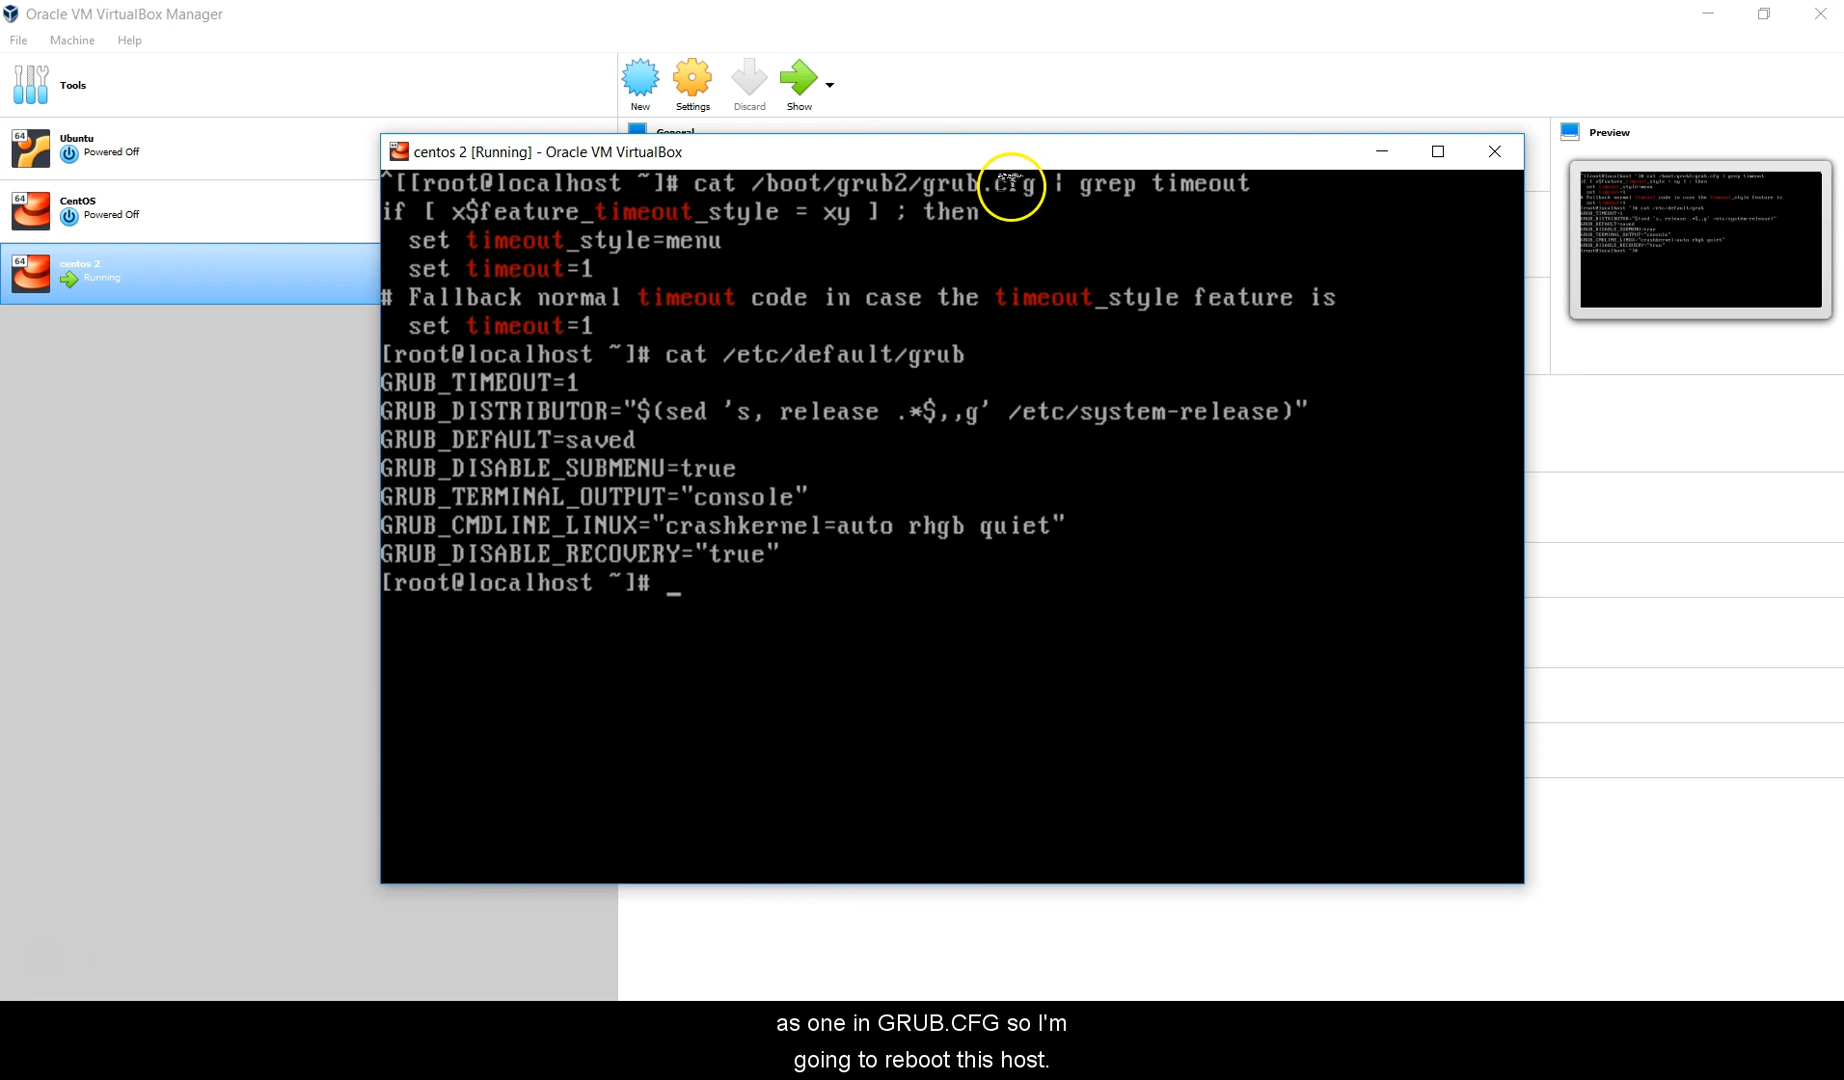 Oracle VM VirtualBox Manager
File Machine Help
Tools
New Settings Discard Show
64 Ubuntu
Powered Off
64 CentOS
Powered Off
64 centos 2
Running
General
Preview
centos 2 [Running] - Oracle VM VirtualBox
^[[root@localhost ~]# cat /boot/grub2/grub.cfg | grep timeout
if [ x$feature_timeout_style = xy ] ; then
set timeout_style=menu
set timeout=1
# Fallback normal timeout code in case the timeout_style feature is
set timeout=1
[root@localhost ~]# cat /etc/default/grub
GRUB_TIMEOUT=1
GRUB_DISTRIBUTOR="$(sed 's, release .*$,,g' /etc/system-release)"
GRUB_DEFAULT=saved
GRUB_DISABLE_SUBMENU=true
GRUB_TERMINAL_OUTPUT="console"
GRUB_CMDLINE_LINUX="crashkernel=auto rhgb quiet"
GRUB_DISABLE_RECOVERY="true"
[root@localhost ~]# _
as one in GRUB.CFG so I'm
going to reboot this host.